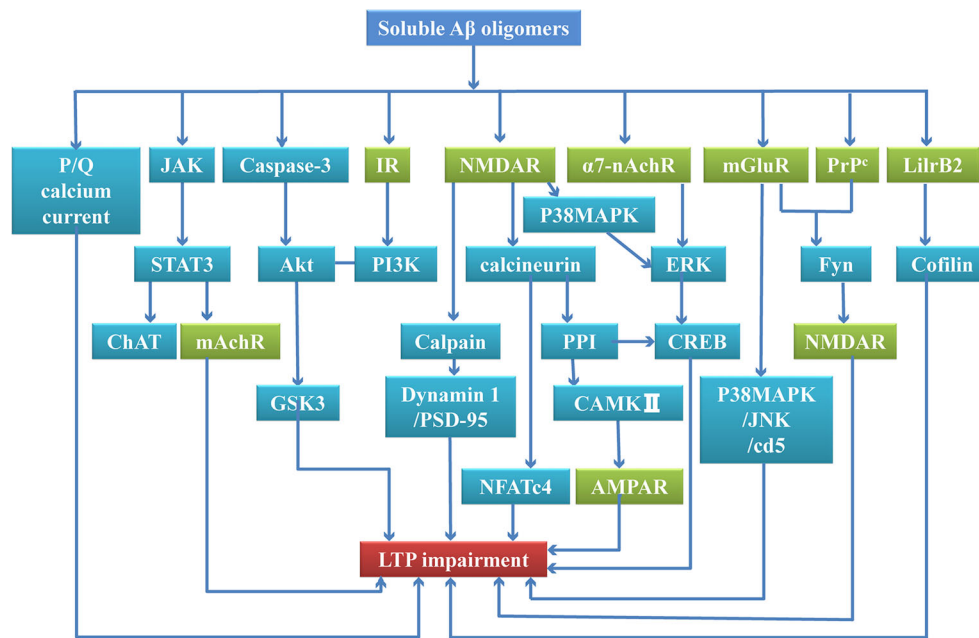 Soluble Aβ oligomers
P/Q
calcium
current
JAK
Caspase-3
IR
NMDAR
α7-nAchR
mGluR
PrPᶜ
LilrB2
P38MAPK
STAT3
Akt
PI3K
calcineurin
ERK
Fyn
Cofilin
ChAT
mAchR
Calpain
PPI
CREB
NMDAR
GSK3
Dynamin 1
/PSD-95
CAMKⅡ
P38MAPK
/JNK
/cd5
NFATc4
AMPAR
LTP impairment